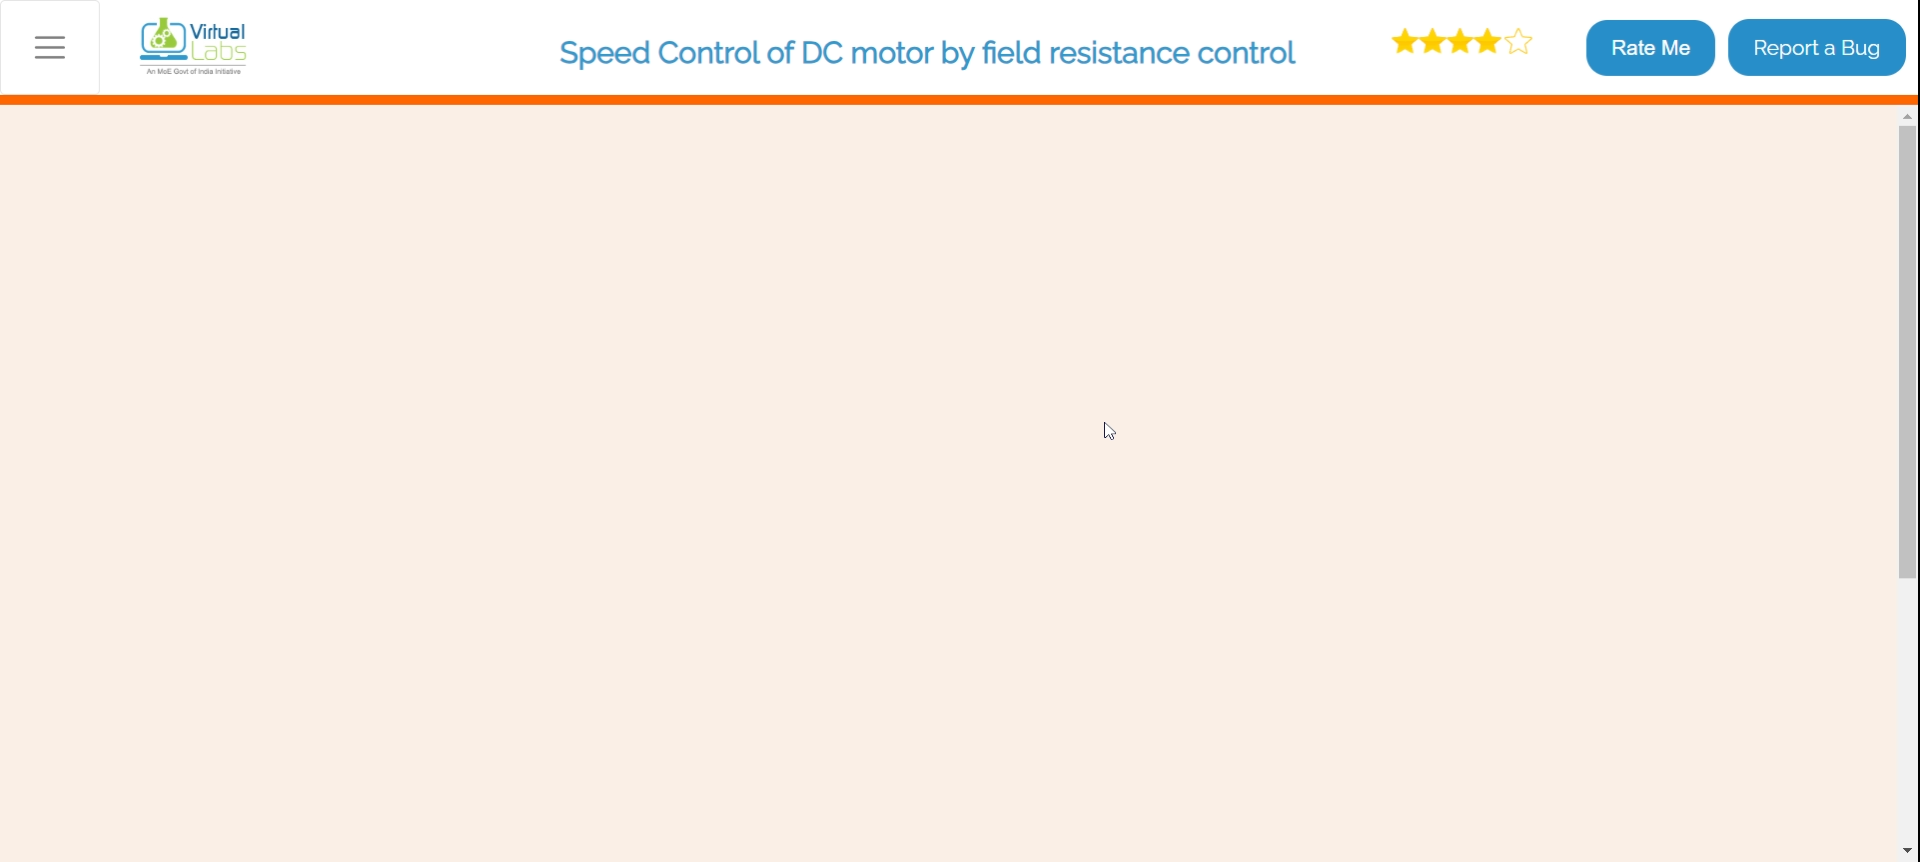 Virtual
Labs
An MoE Govt of India Initiative
Speed Control of DC motor by field resistance control
Rate Me
Report a Bug